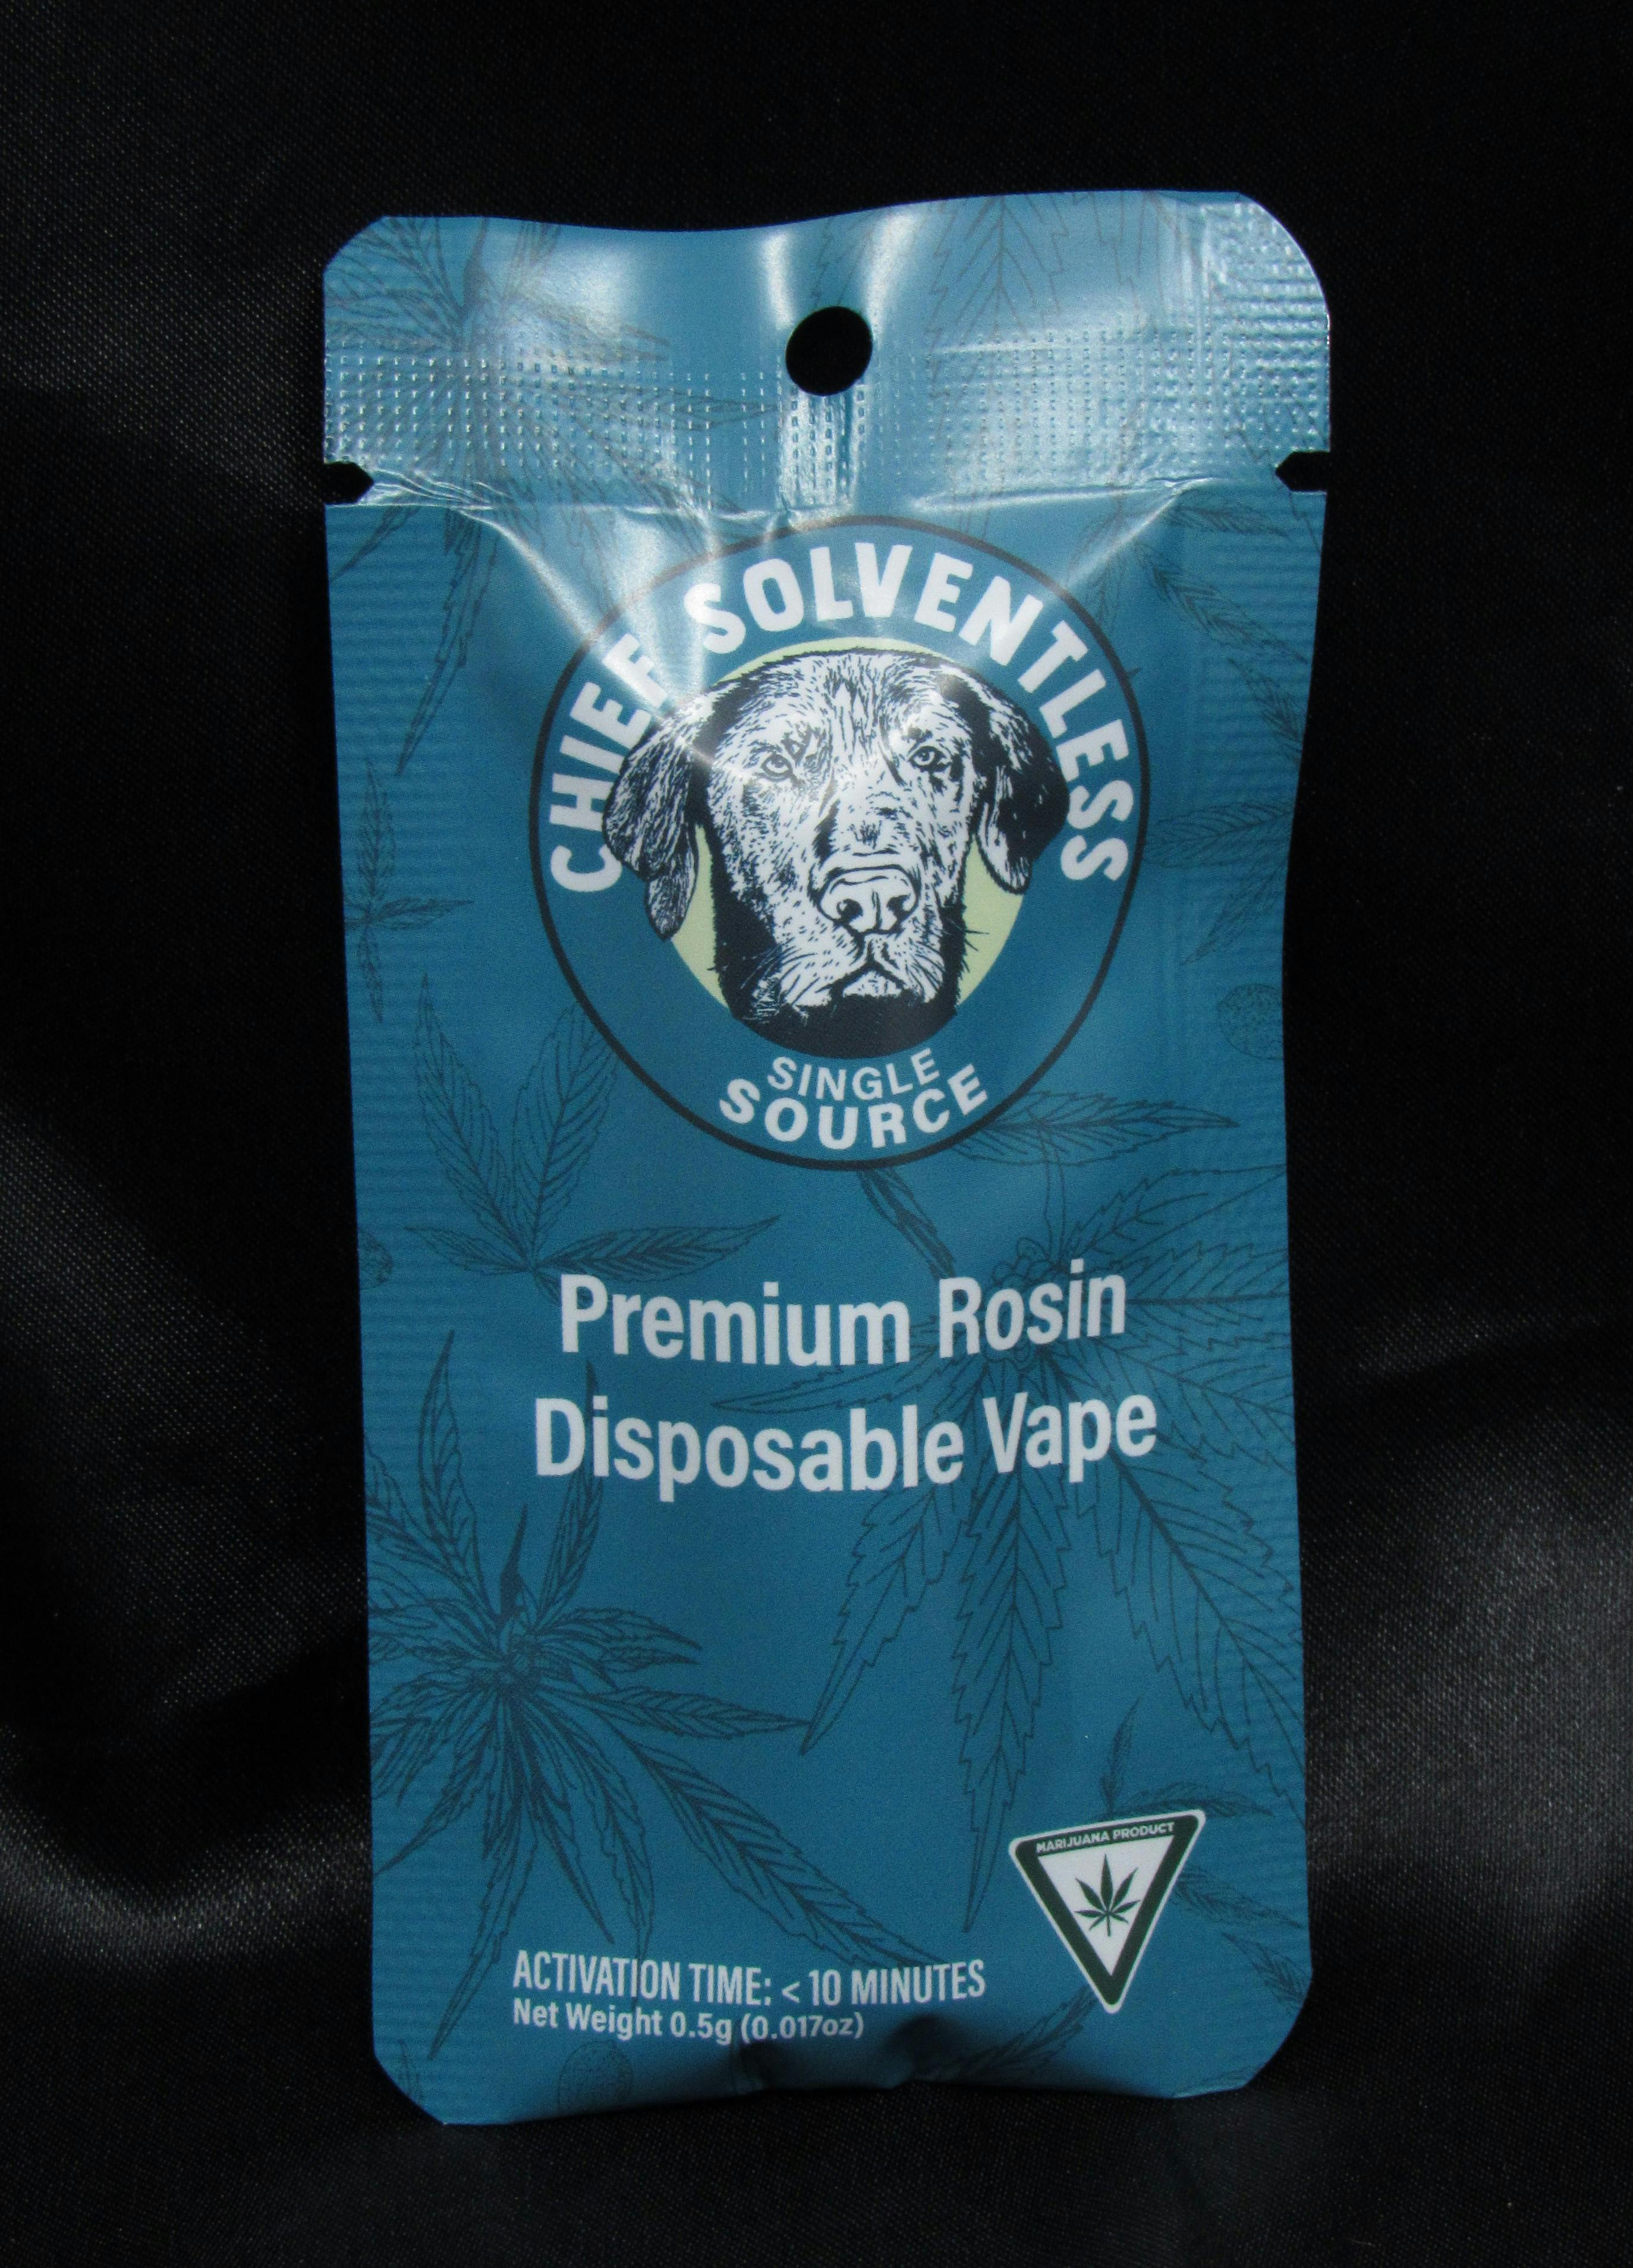 CHIEF SOLVENTLESS
SINGLE
SOURCE
Premium Rosin
Disposable Vape
MARIJUANA PRODUCT
ACTIVATION TIME: < 10 MINUTES
Net Weight 0.5g (0.017oz)